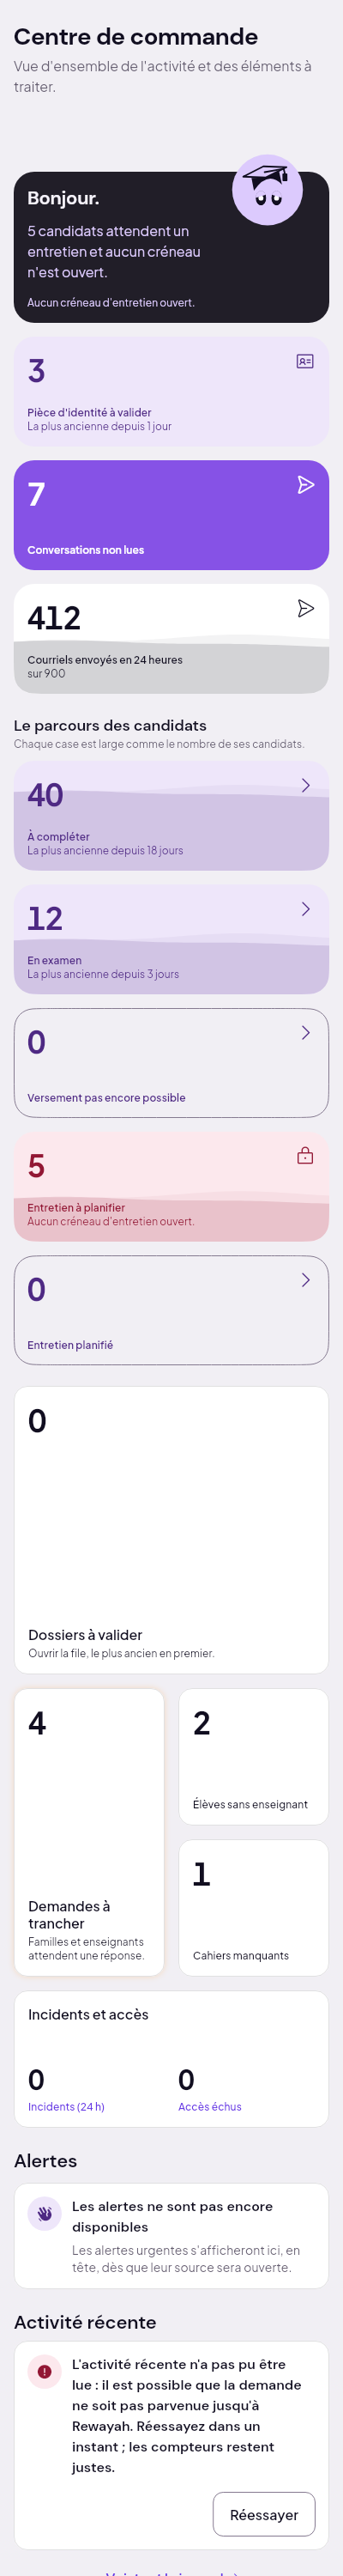 Centre de commande
Vue d'ensemble de l'activité et des éléments à
traiter.
Bonjour.
5 candidats attendent un
entretien et aucun créneau
n'est ouvert.
Aucun créneau d'entretien ouvert.
3
Pièce d'identité à valider
La plus ancienne depuis 1 jour
7
Conversations non lues
412
Courriels envoyés en 24 heures
sur 900
Le parcours des candidats
Chaque case est large comme le nombre de ses candidats.
40
À compléter
La plus ancienne depuis 18 jours
12
En examen
La plus ancienne depuis 3 jours
0
Versement pas encore possible
5
Entretien à planifier
Aucun créneau d'entretien ouvert.
0
Entretien planifié
0
Dossiers à valider
Ouvrir la file, le plus ancien en premier.
4
Demandes à
trancher
Familles et enseignants
attendent une réponse.
2
Élèves sans enseignant
1
Cahiers manquants
Incidents et accès
0
Incidents (24 h)
0
Accès échus
Alertes
Les alertes ne sont pas encore
disponibles
Les alertes urgentes s'afficheront ici, en
tête, dès que leur source sera ouverte.
Activité récente
L'activité récente n'a pas pu être
lue : il est possible que la demande
ne soit pas parvenue jusqu'à
Rewayah. Réessayez dans un
instant ; les compteurs restent
justes.
Réessayer